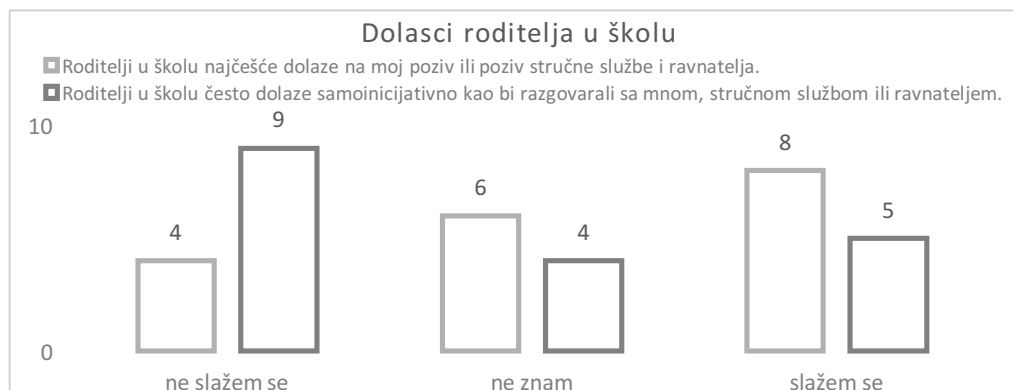 Dolasci roditelja u školu
Roditelji u školu najčešće dolaze na moj poziv ili poziv stručne službe i ravnatelja.
Roditelji u školu često dolaze samoinicijativno kao bi razgovarali sa mnom, stručnom službom ili ravnateljem.
10
9
8
6
5
4
4
0
ne slažem se
ne znam
slažem se